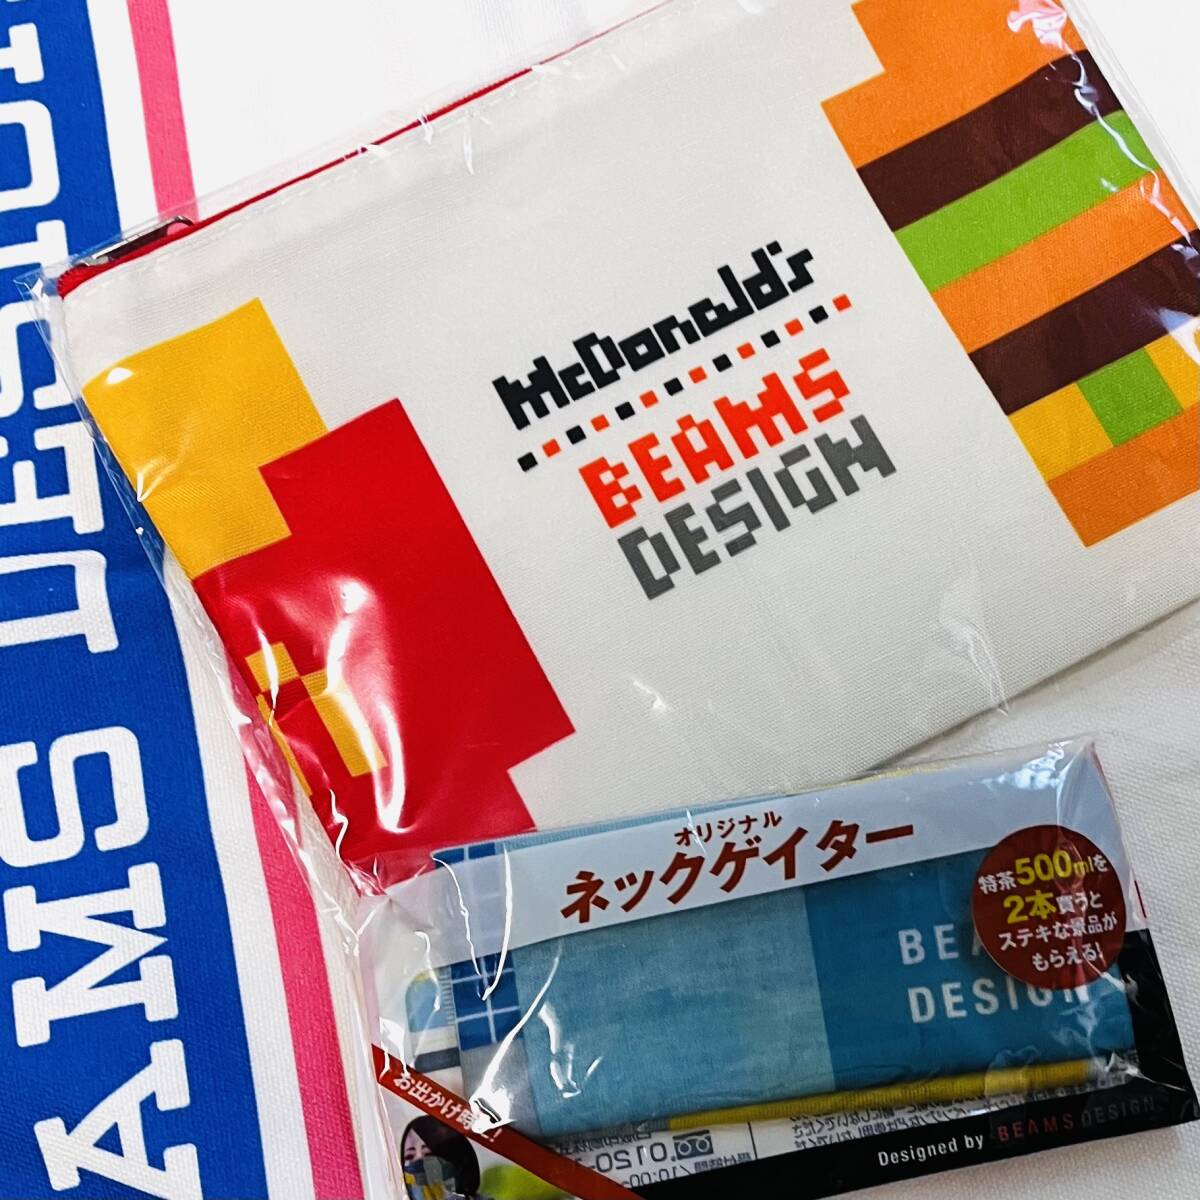 McDonald's
BEAMS
DESIGN
AMS DESIGN
オリジナル
ネックゲイター
特茶500mlを
2本買うと
ステキな景品が
もらえる!
DESIGN
お出かけ時に!
Designed by BEAMS DESIGN